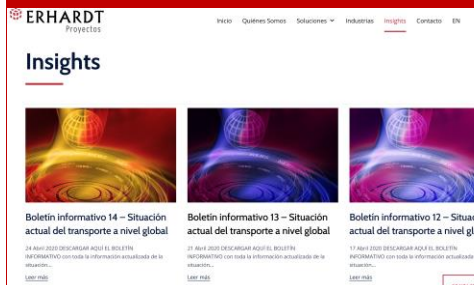 ERHARDT
Proyectos
Inicio Quiénes Somos Soluciones Industrias Insights Contacto EN
Insights
Boletín informativo 14 – Situación
actual del transporte a nivel global
24 Abril 2020 DESCARGAR AQUÍ EL BOLETÍN
INFORMATIVO con toda la información actualizada de la
situación...
Leer más
Boletín informativo 13 – Situación
actual del transporte a nivel global
21 Abril 2020 DESCARGAR AQUÍ EL BOLETÍN
INFORMATIVO con toda la información actualizada de la
situación...
Leer más
Boletín informativo 12 – Situac
actual del transporte a nivel gl
17 Abril 2020 DESCARGAR AQUÍ EL BOLETÍN
INFORMATIVO con toda la información actualizada
situación...
Leer más